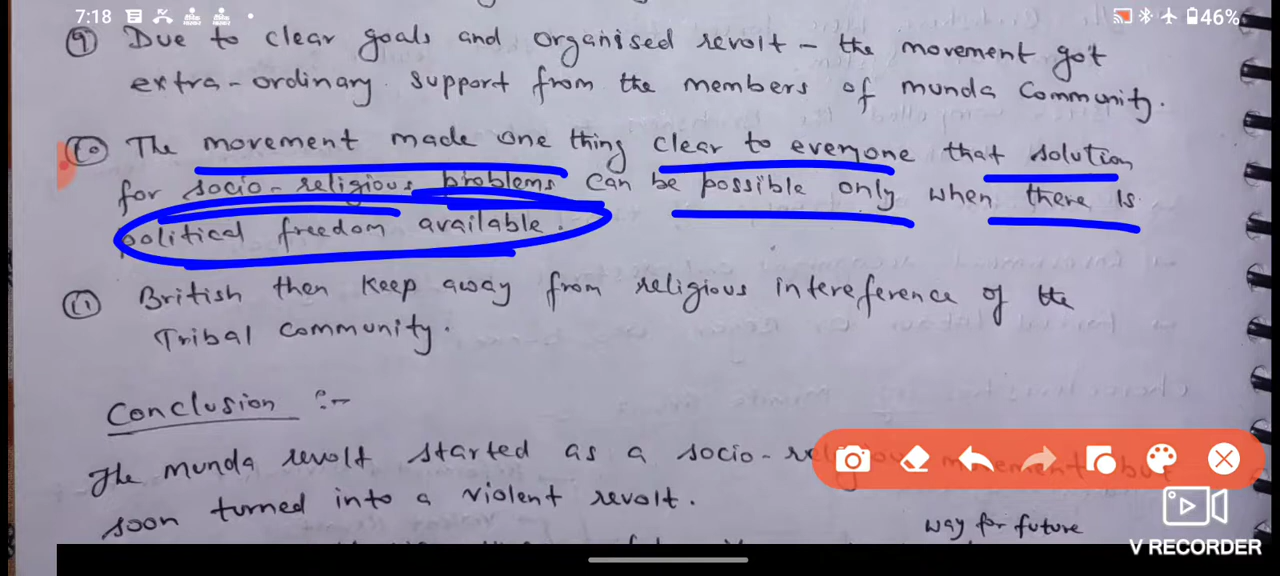 7:18
46%
(9) Due to clear goals and organised revolt - the movement got
extra-ordinary support from the members of munda Community.
(10) The movement made one thing clear to everyone that solution
for socio-religious problems can be possible only when there is
political freedom available.
(11) British then keep away from religious intereference of the
Tribal community.
Conclusion :-
The munda revolt started as a socio-religious movement but
soon turned into a violent revolt.
way for future
V RECORDER